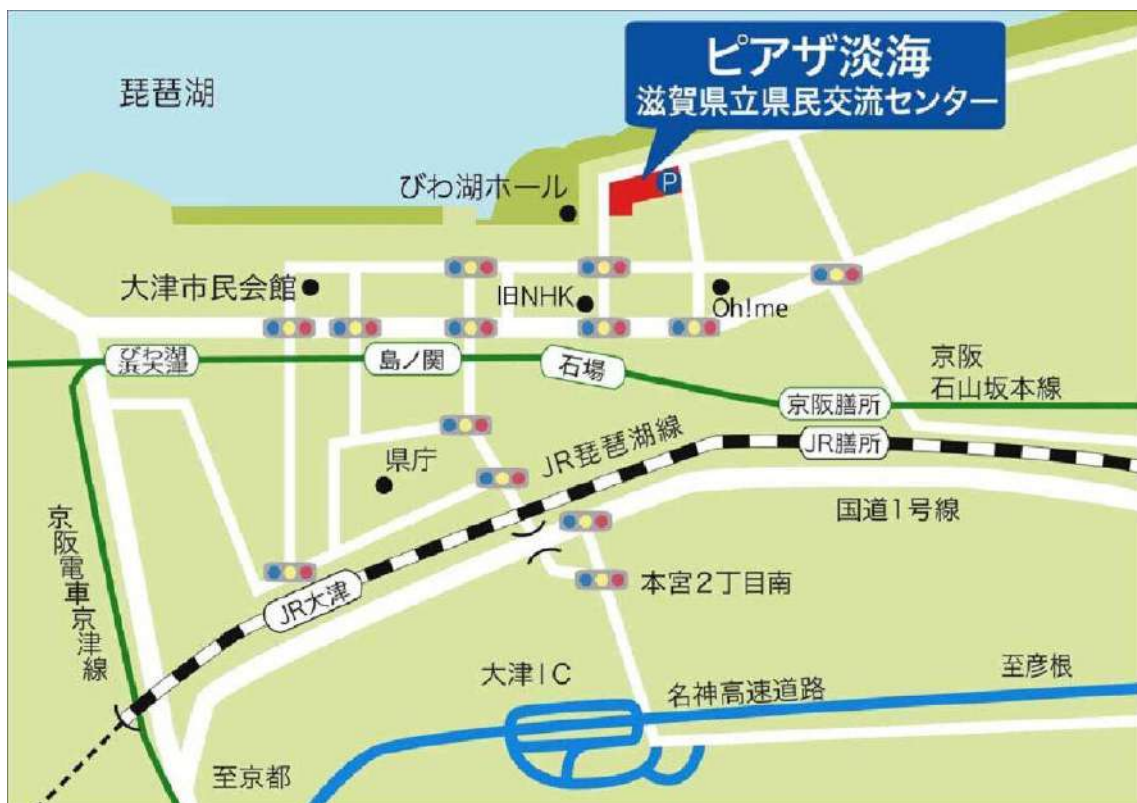 ピアザ淡海
滋賀県立県民交流センター
琵琶湖
P
びわ湖ホール
大津市民会館
旧NHK
Oh!me
びわ湖
浜大津
島ノ関
石場
京阪
石山坂本線
京阪膳所
JR膳所
JR琵琶湖線
県庁
国道1号線
京阪電車京津線
本宮2丁目南
JR大津
大津IC
名神高速道路
至彦根
至京都